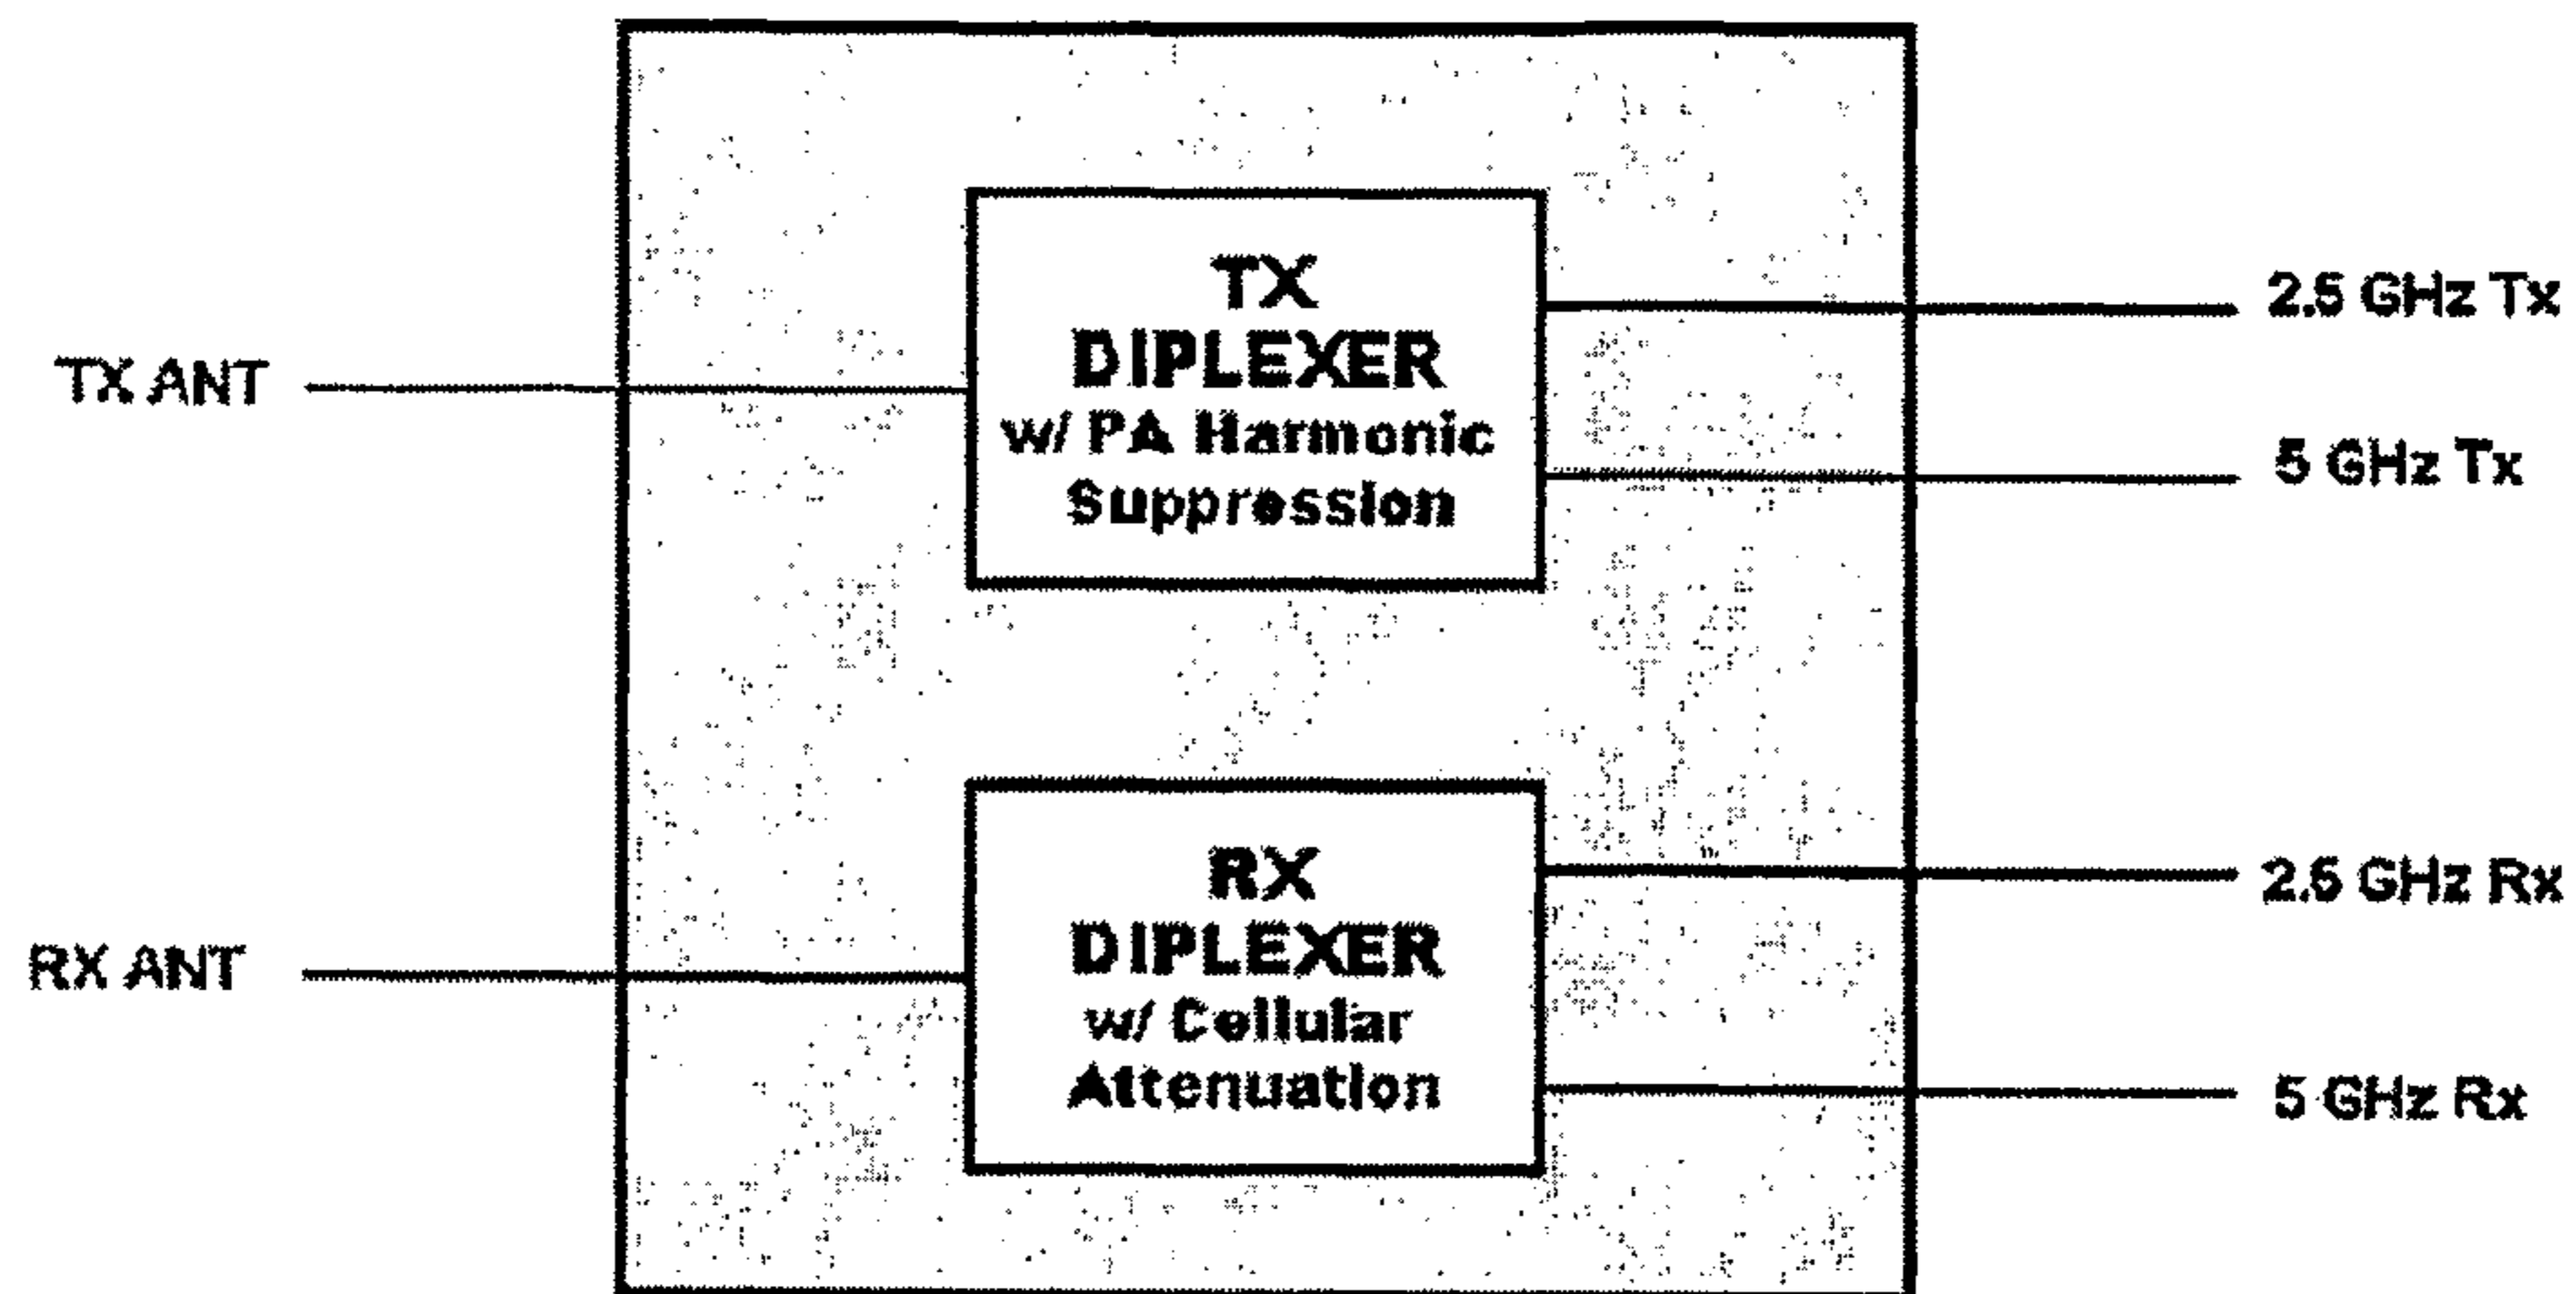 TX ANT
TX
DIPLEXER
w/ PA Harmonic
Suppression
2.5 GHz Tx
5 GHz Tx
RX ANT
RX
DIPLEXER
w/ Cellular
Attenuation
2.5 GHz Rx
5 GHz Rx